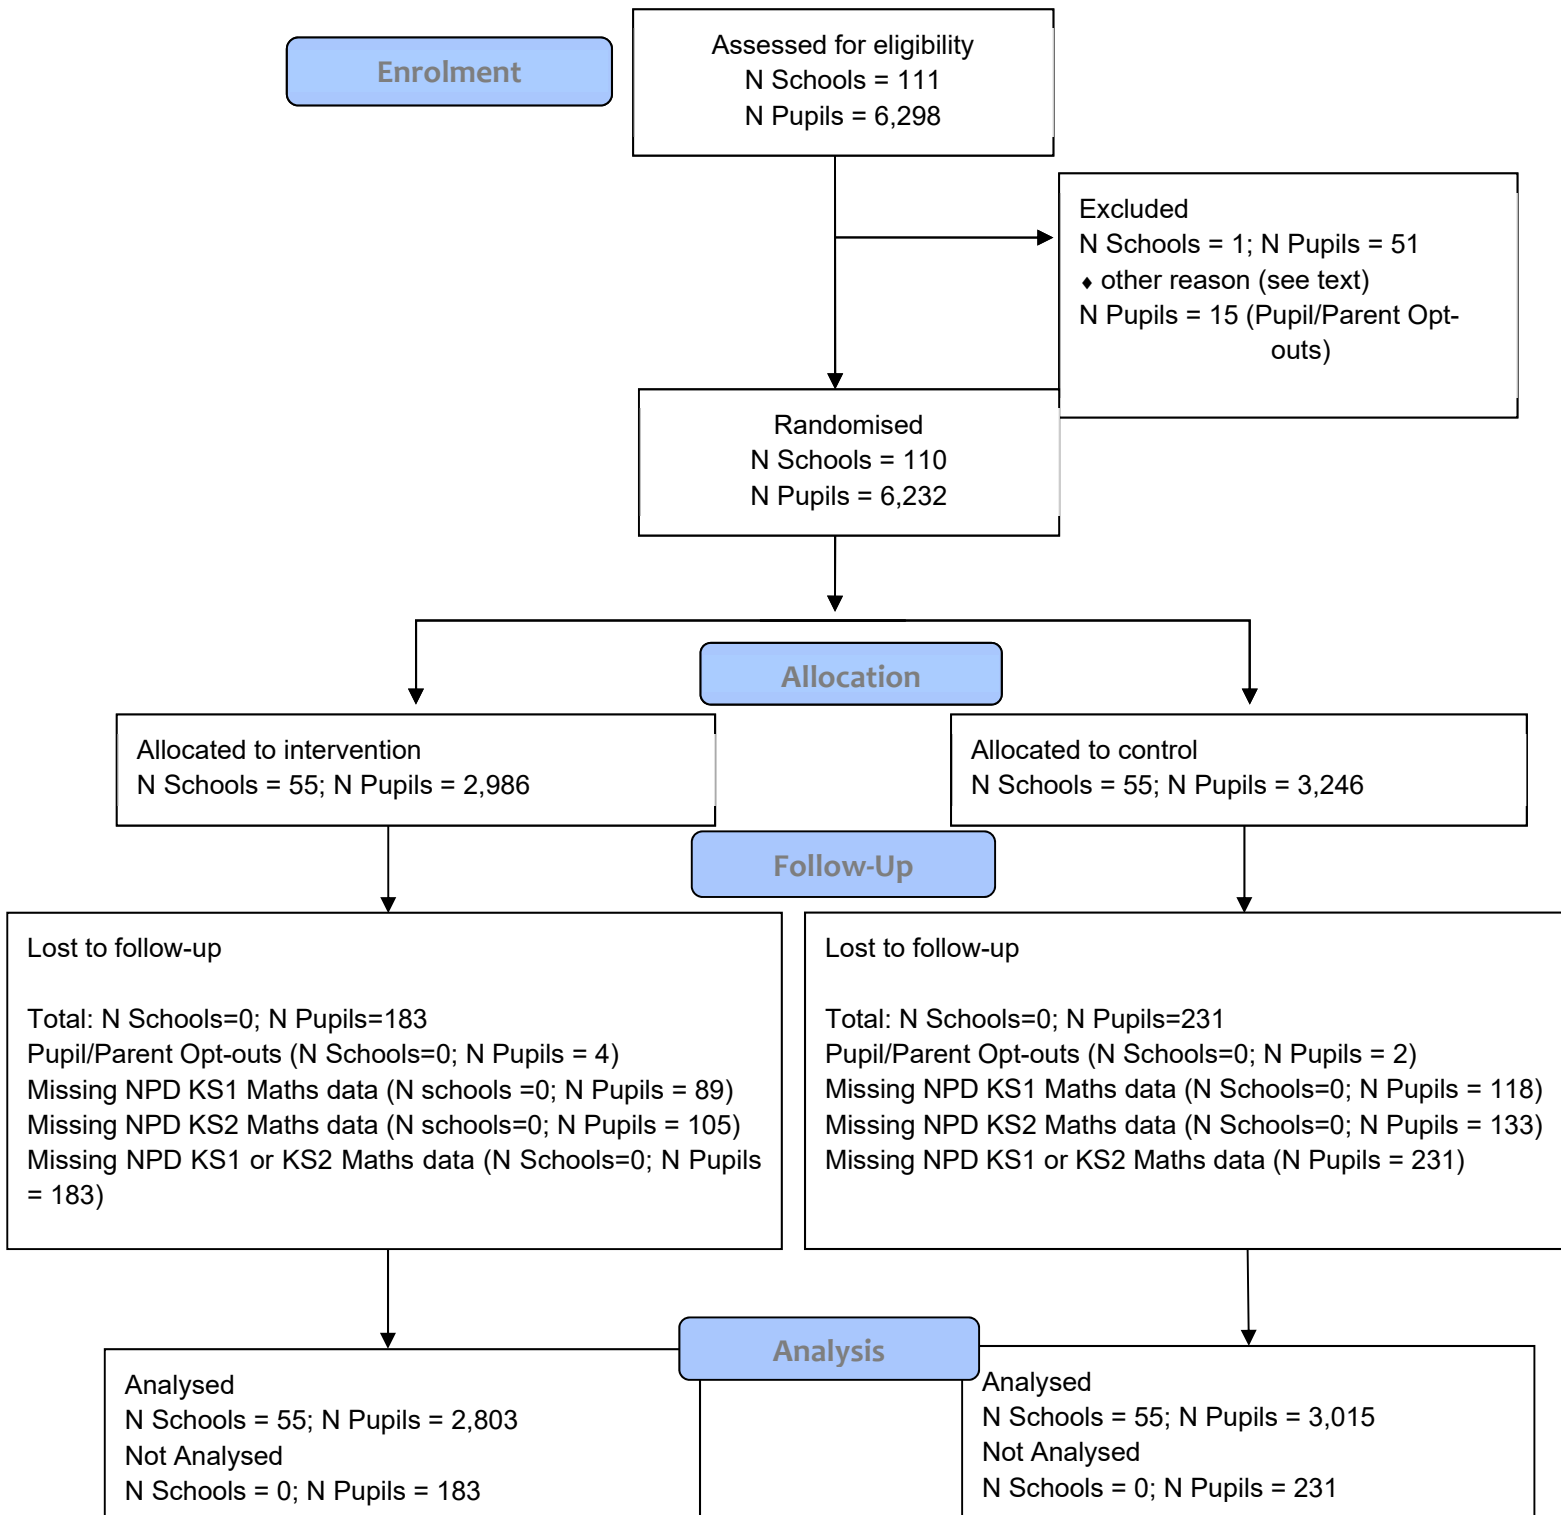 Enrolment
Assessed for eligibility
N Schools = 111
N Pupils = 6,298
Excluded
N Schools = 1; N Pupils = 51
♦ other reason (see text)
N Pupils = 15 (Pupil/Parent Opt-
outs)
Randomised
N Schools = 110
N Pupils = 6,232
Allocation
Allocated to intervention
N Schools = 55; N Pupils = 2,986
Allocated to control
N Schools = 55; N Pupils = 3,246
Follow-Up
Lost to follow-up
Total: N Schools=0; N Pupils=183
Pupil/Parent Opt-outs (N Schools=0; N Pupils = 4)
Missing NPD KS1 Maths data (N schools =0; N Pupils = 89)
Missing NPD KS2 Maths data (N schools=0; N Pupils = 105)
Missing NPD KS1 or KS2 Maths data (N Schools=0; N Pupils
= 183)
Lost to follow-up
Total: N Schools=0; N Pupils=231
Pupil/Parent Opt-outs (N Schools=0; N Pupils = 2)
Missing NPD KS1 Maths data (N Schools=0; N Pupils = 118)
Missing NPD KS2 Maths data (N Schools=0; N Pupils = 133)
Missing NPD KS1 or KS2 Maths data (N Pupils = 231)
Analysis
Analysed
N Schools = 55; N Pupils = 2,803
Not Analysed
N Schools = 0; N Pupils = 183
Analysed
N Schools = 55; N Pupils = 3,015
Not Analysed
N Schools = 0; N Pupils = 231